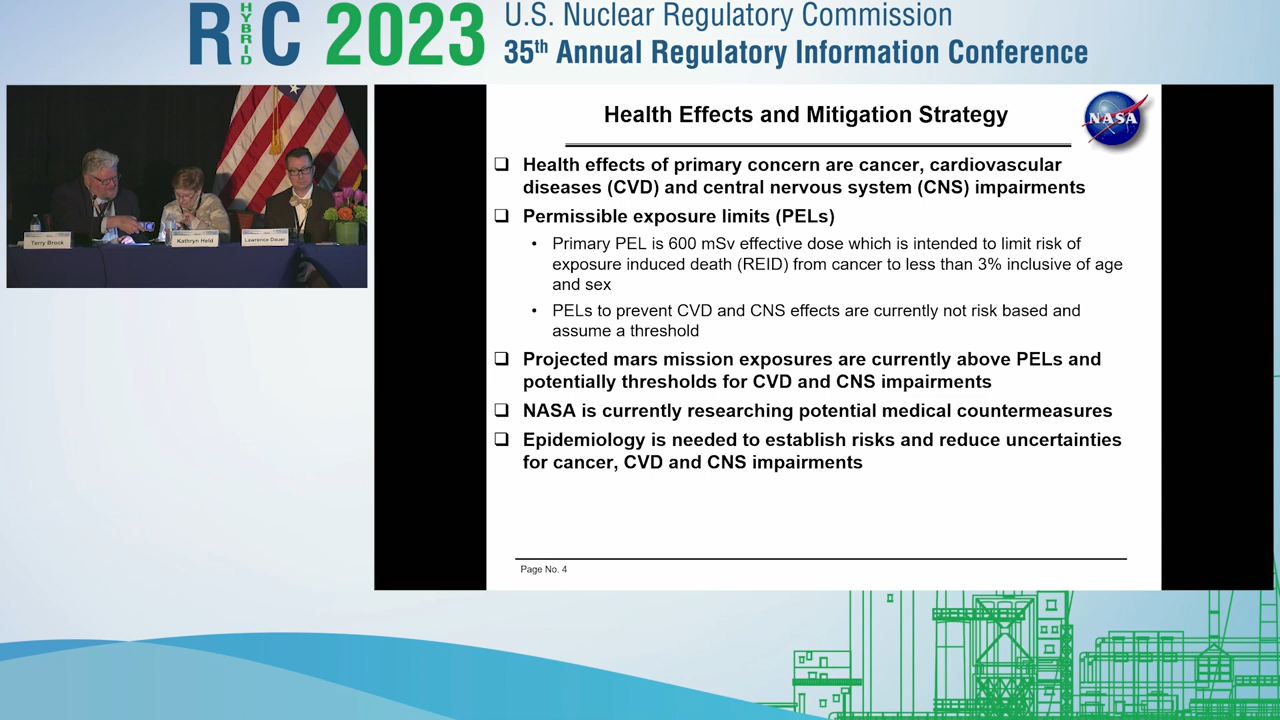 R HYBRID IC 2023
U.S. Nuclear Regulatory Commission
35th Annual Regulatory Information Conference
Terry Brock
Kathryn Held
Lawrence Dauer
Health Effects and Mitigation Strategy
NASA
Health effects of primary concern are cancer, cardiovascular
diseases (CVD) and central nervous system (CNS) impairments
Permissible exposure limits (PELs)
• Primary PEL is 600 mSv effective dose which is intended to limit risk of
exposure induced death (REID) from cancer to less than 3% inclusive of age
and sex
• PELs to prevent CVD and CNS effects are currently not risk based and
assume a threshold
Projected mars mission exposures are currently above PELs and
potentially thresholds for CVD and CNS impairments
NASA is currently researching potential medical countermeasures
Epidemiology is needed to establish risks and reduce uncertainties
for cancer, CVD and CNS impairments
Page No. 4